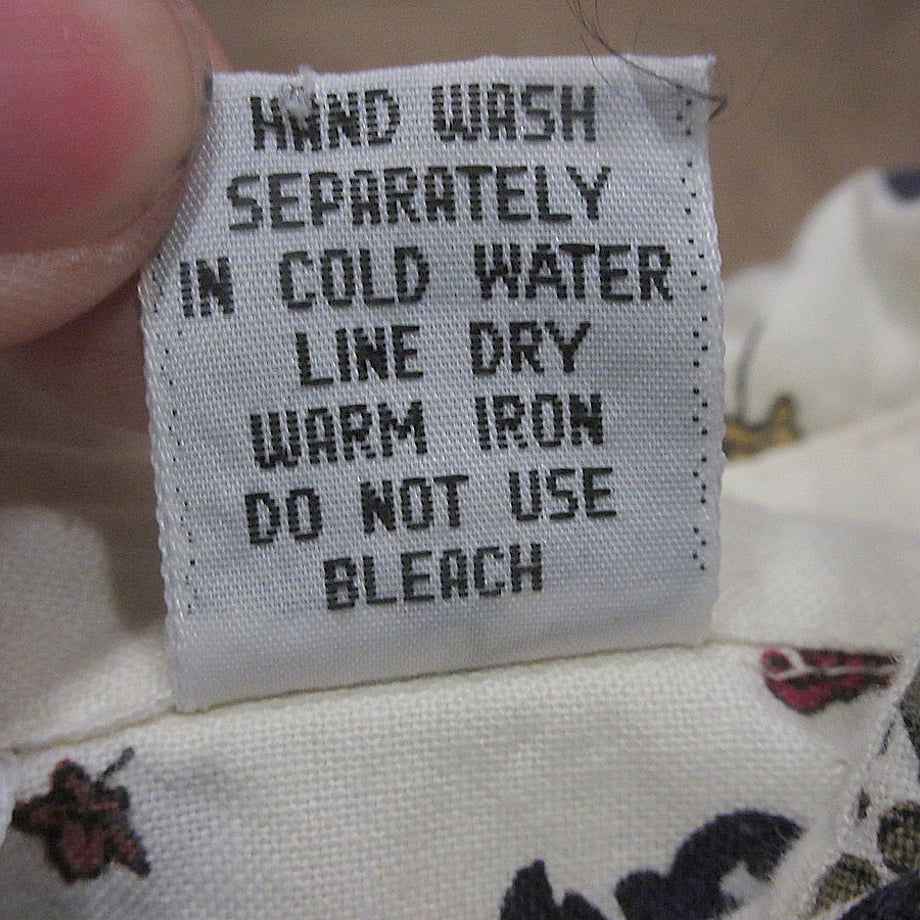 HAND WASH
SEPARATELY
IN COLD WATER
LINE DRY
WARM IRON
DO NOT USE
BLEACH